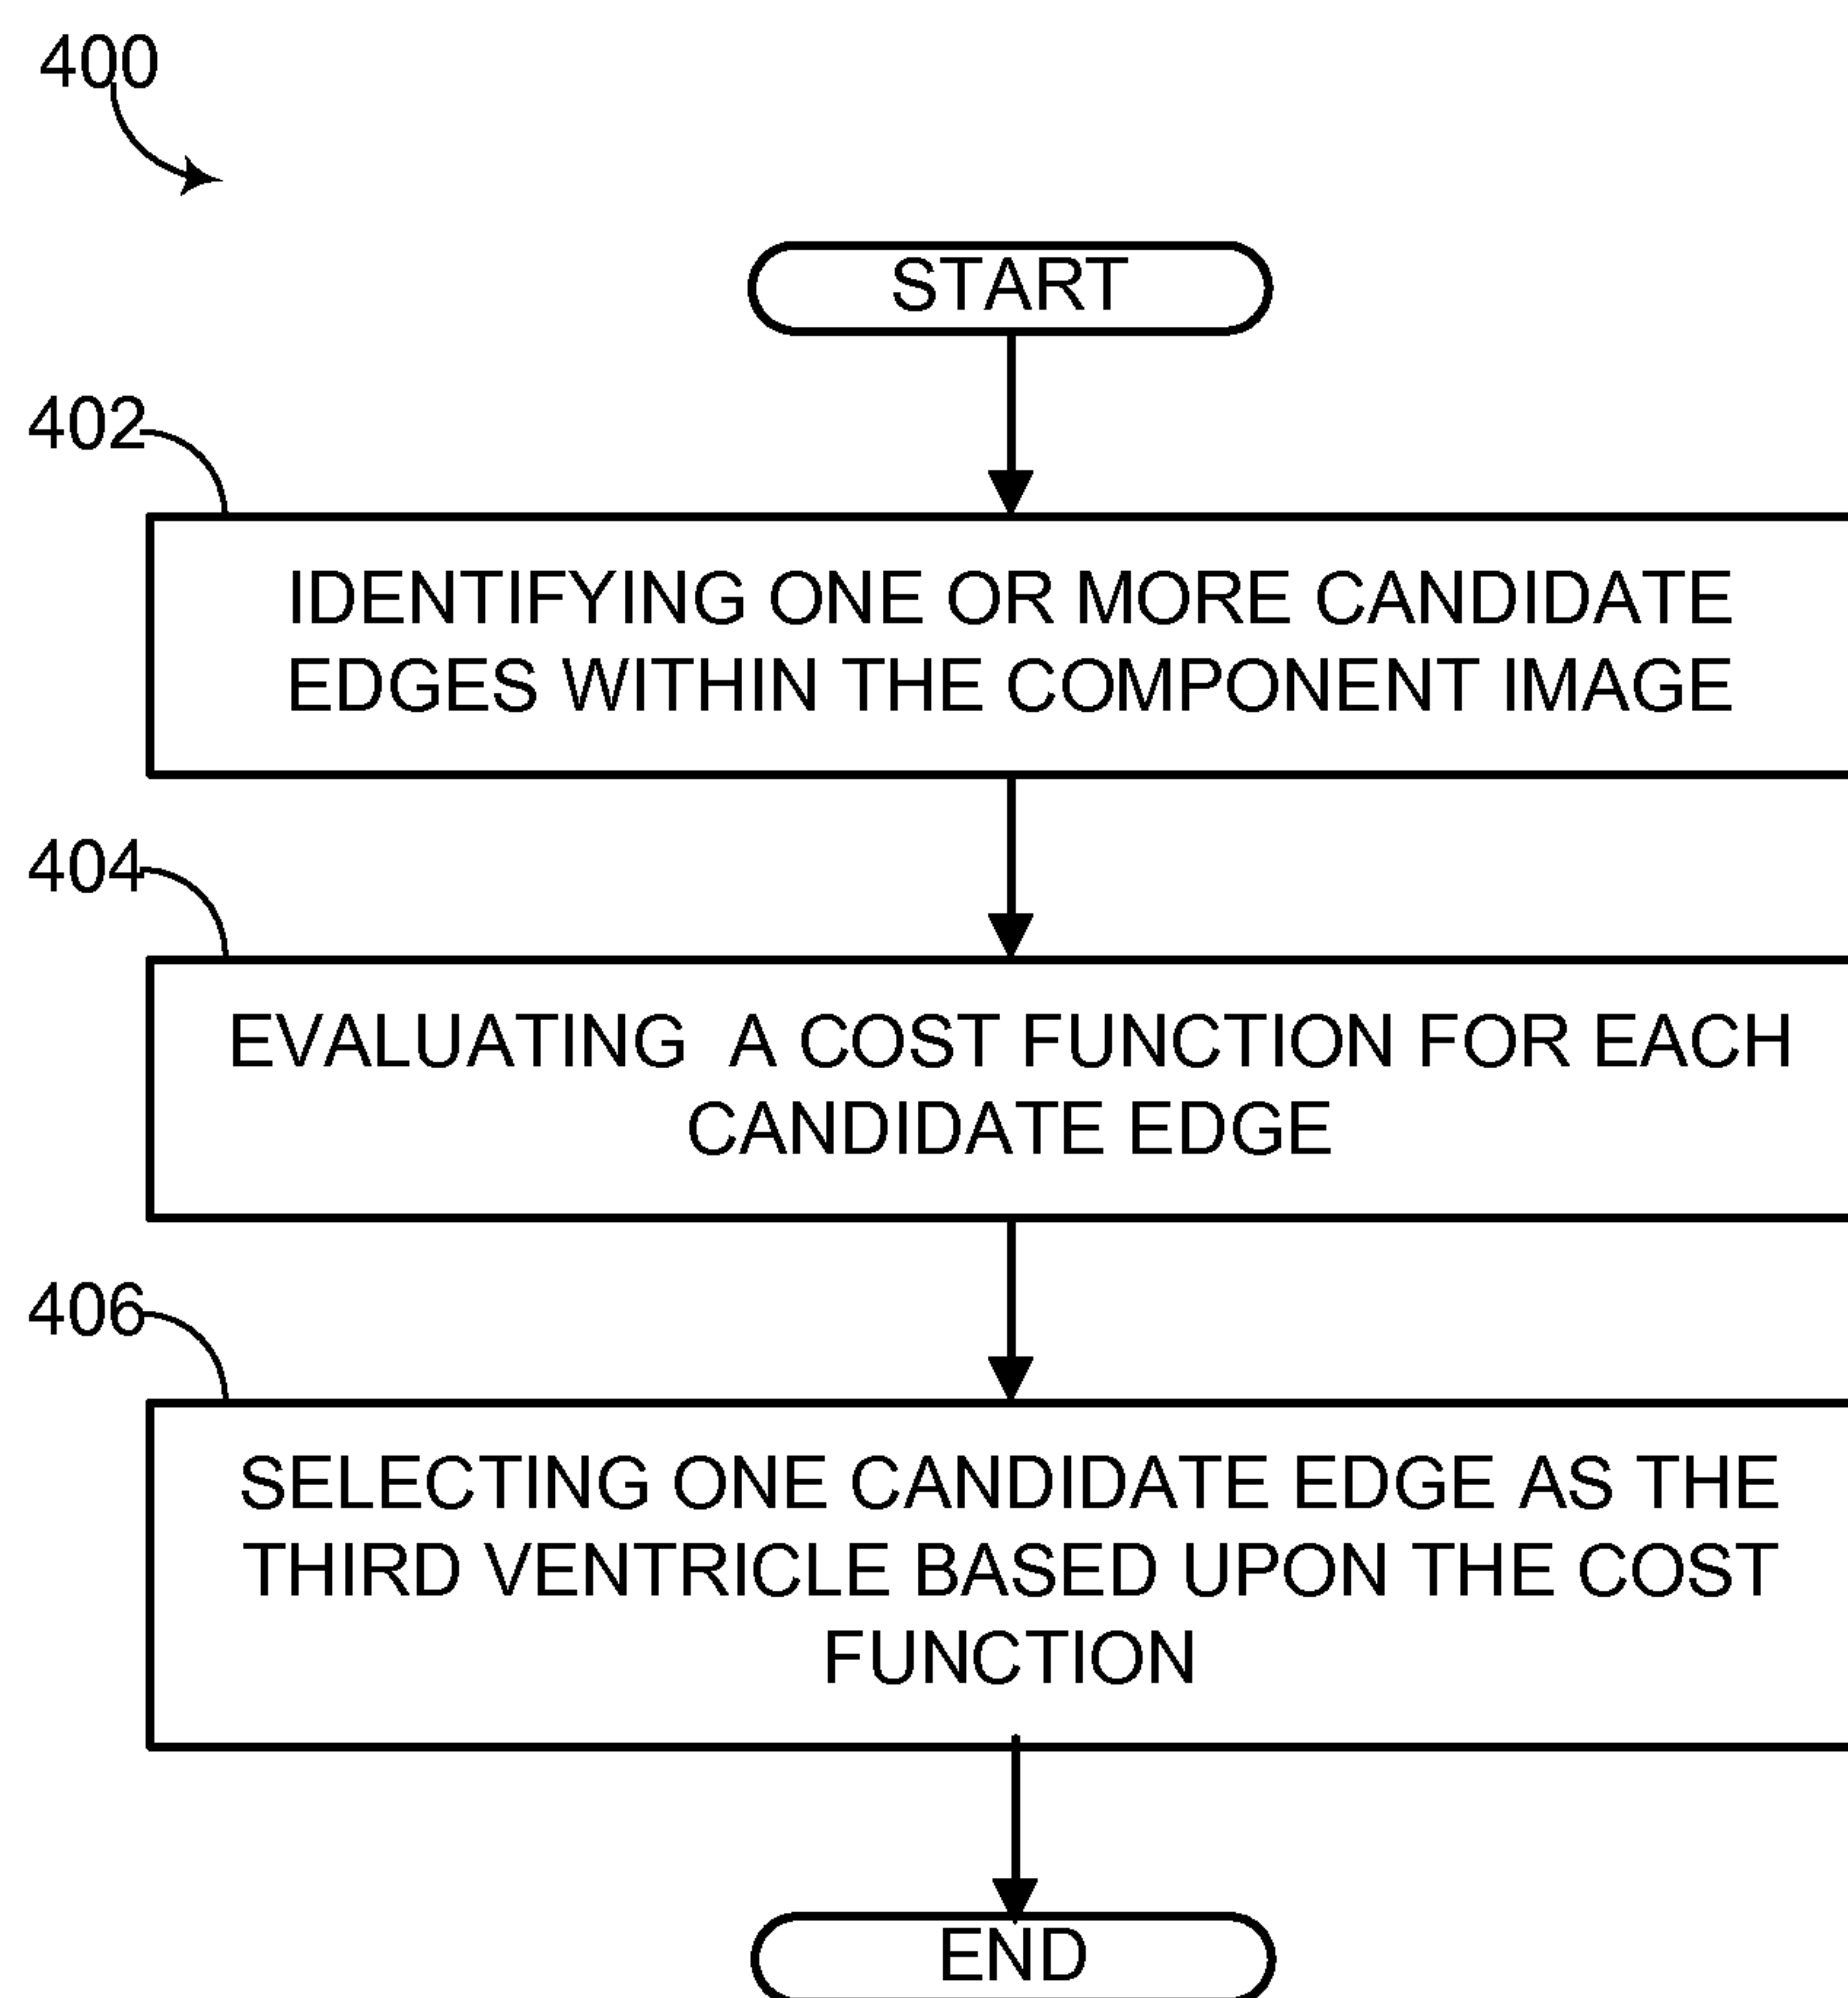 400
START
402
IDENTIFYING ONE OR MORE CANDIDATE
EDGES WITHIN THE COMPONENT IMAGE
404
EVALUATING A COST FUNCTION FOR EACH
CANDIDATE EDGE
406
SELECTING ONE CANDIDATE EDGE AS THE
THIRD VENTRICLE BASED UPON THE COST
FUNCTION
END